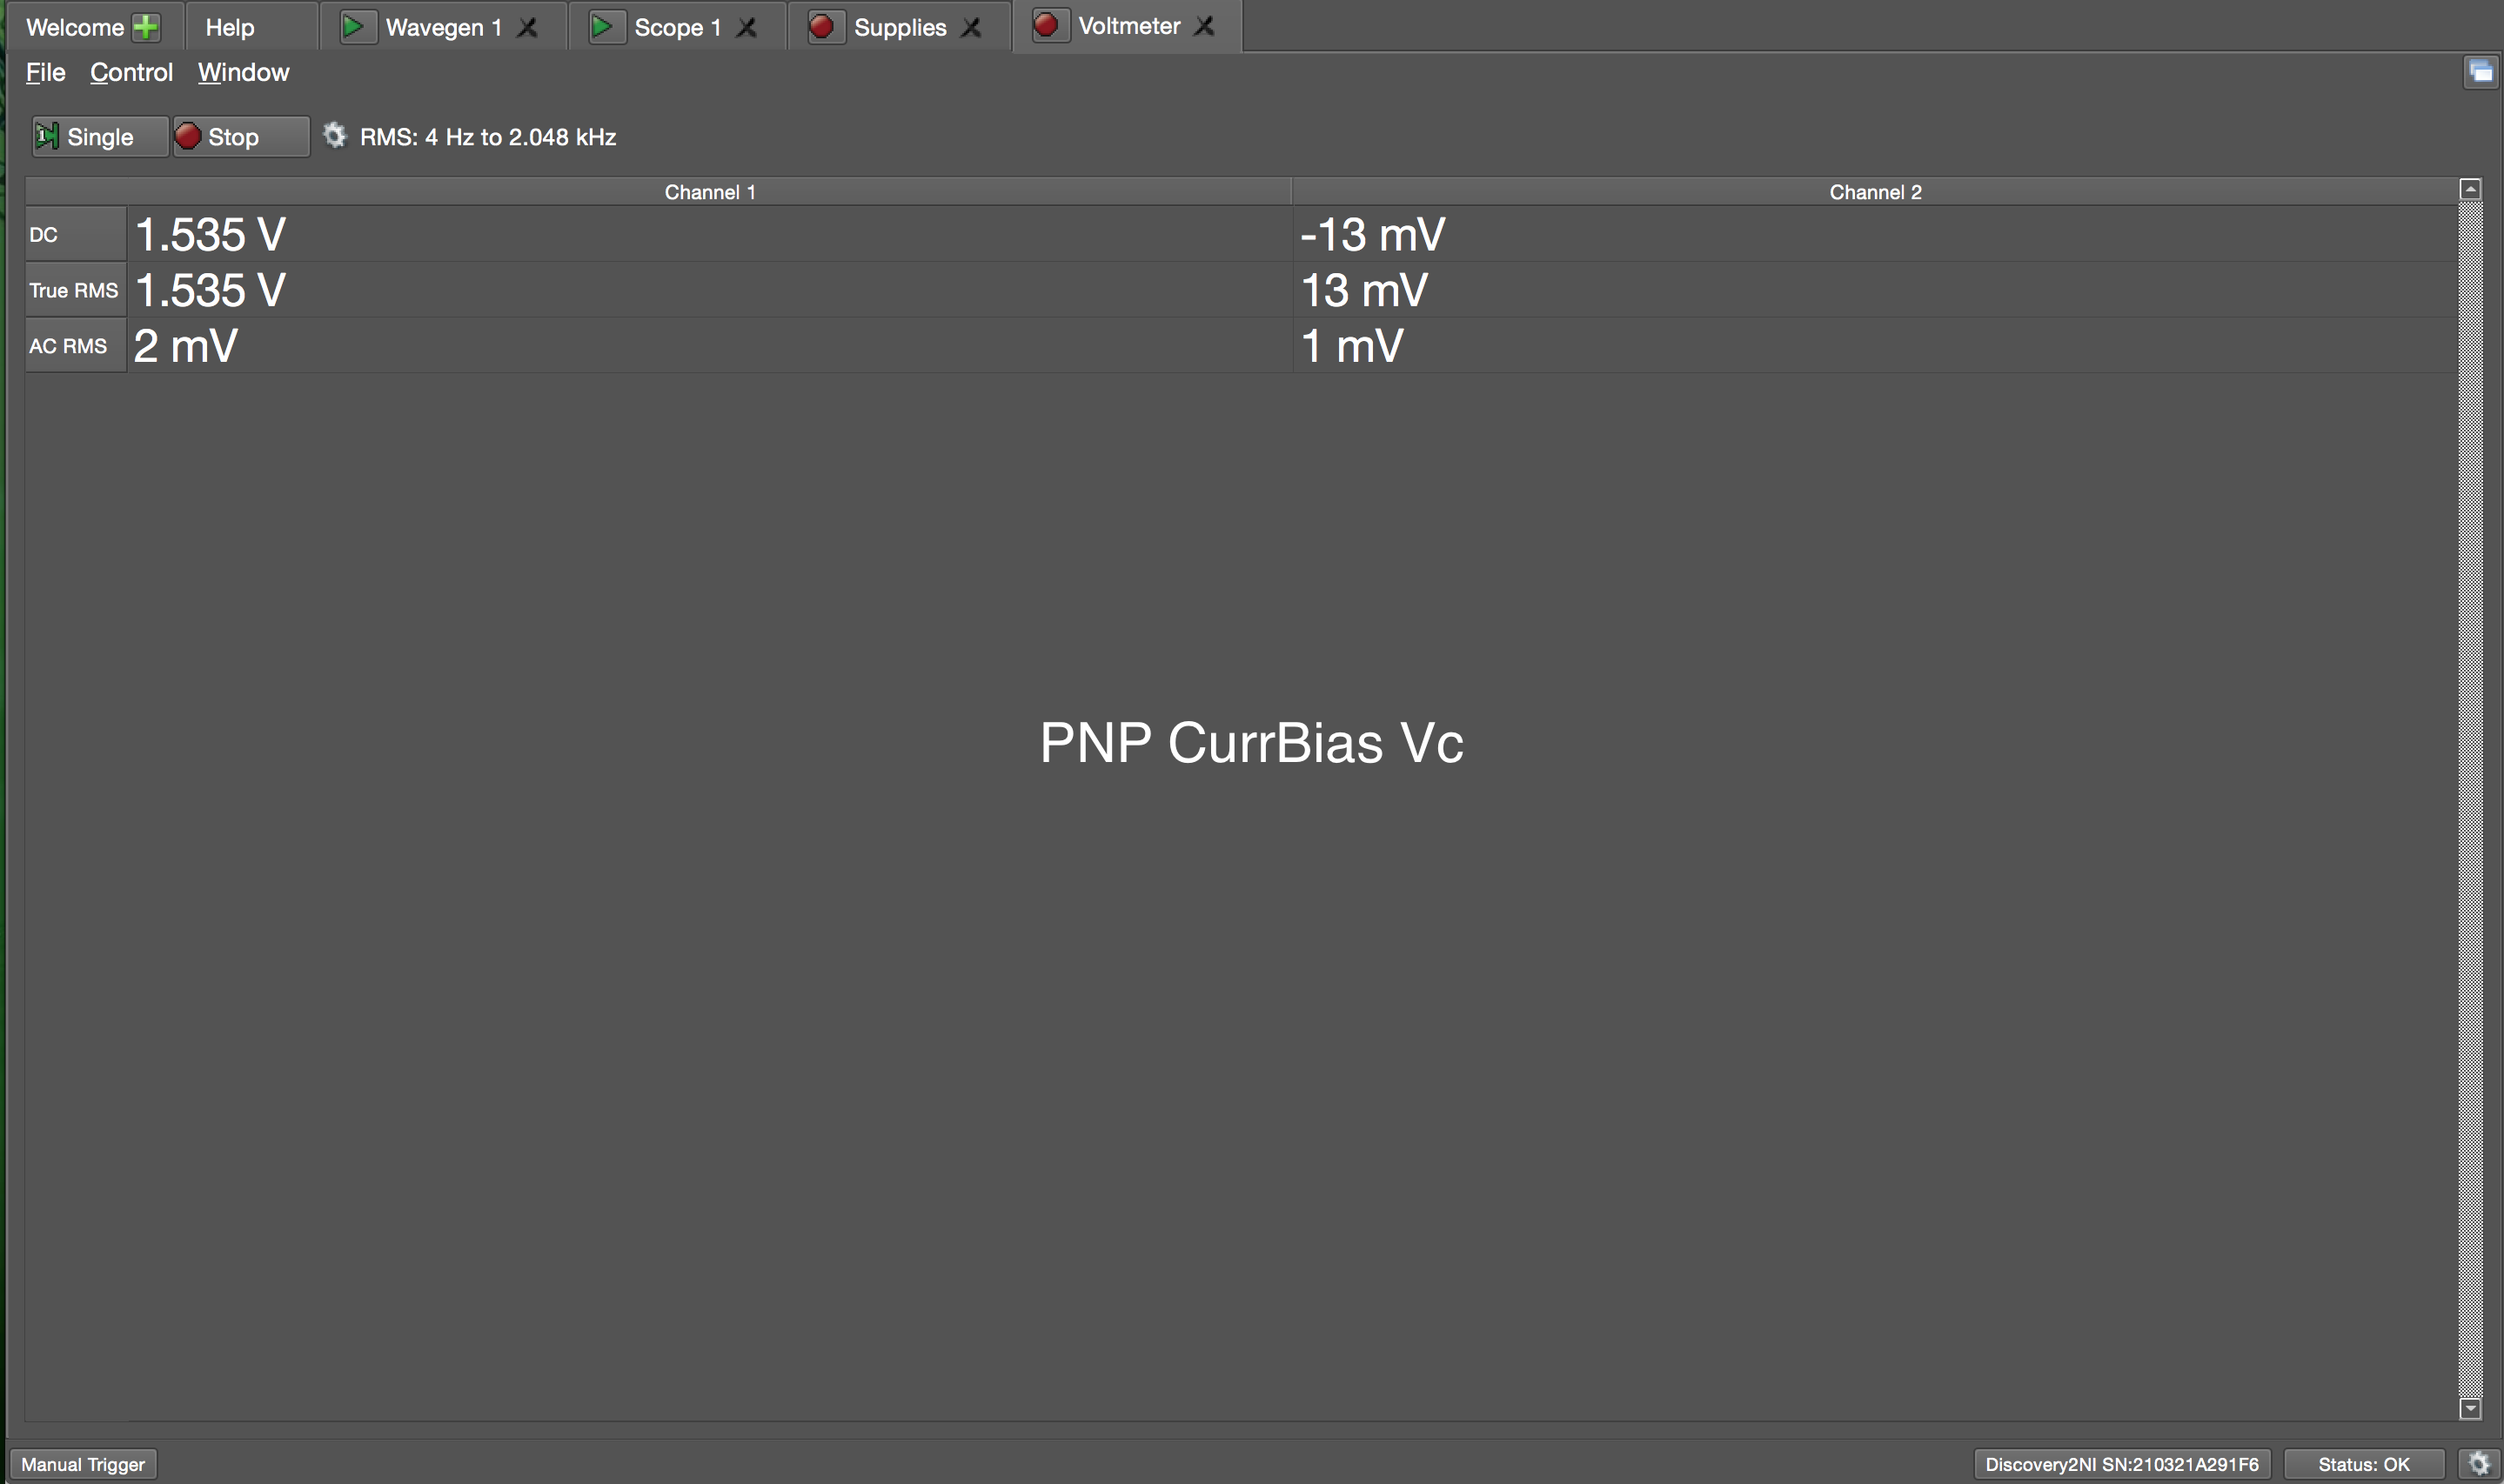 Welcome Help Wavegen 1 Scope 1 Supplies Voltmeter
File Control Window
1 Single Stop RMS: 4 Hz to 2.048 kHz
Channel 1 Channel 2
DC 1.535 V -13 mV
True RMS 1.535 V 13 mV
AC RMS 2 mV 1 mV
PNP CurrBias Vc
Manual Trigger Discovery2NI SN:210321A291F6 Status: OK